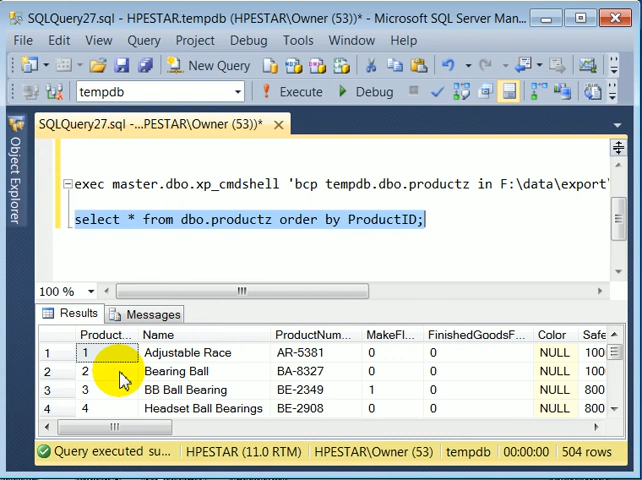 SQLQuery27.sql - HPESTAR.tempdb (HPESTAR\Owner (53))* - Microsoft SQL Server Man...
File Edit View Query Project Debug Tools Window Help
New Query
tempdb Execute Debug
SQLQuery27.sql -...PESTAR\Owner (53))*
Object Explorer
exec master.dbo.xp_cmdshell 'bcp tempdb.dbo.productz in F:\data\export\
select * from dbo.productz order by ProductID;
100 %
Results Messages
Product... Name ProductNum... MakeFl... FinishedGoodsF... Color Safe
1 1 Adjustable Race AR-5381 0 0 NULL 100
2 2 Bearing Ball BA-8327 0 0 NULL 100
3 3 BB Ball Bearing BE-2349 1 0 NULL 800
4 4 Headset Ball Bearings BE-2908 0 0 NULL 800
Query executed su... HPESTAR (11.0 RTM) HPESTAR\Owner (53) tempdb 00:00:00 504 rows